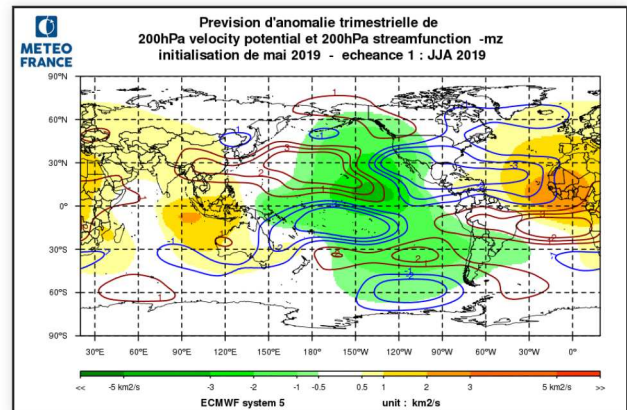 METEO
FRANCE
Prevision d'anomalie trimestrielle de
200hPa velocity potential et 200hPa streamfunction -mz
initialisation de mai 2019 - echeance 1 : JJA 2019
90°N
60°N
30°N
0°
30°S
60°S
90°S
30°E 60°E 90°E 120°E 150°E 180° 150°W 120°W 90°W 60°W 30°W 0°
<< -5 km2/s -3 -2 -1 -0.5 0.5 1 2 3 5 km2/s >>
ECMWF system 5 unit : km2/s